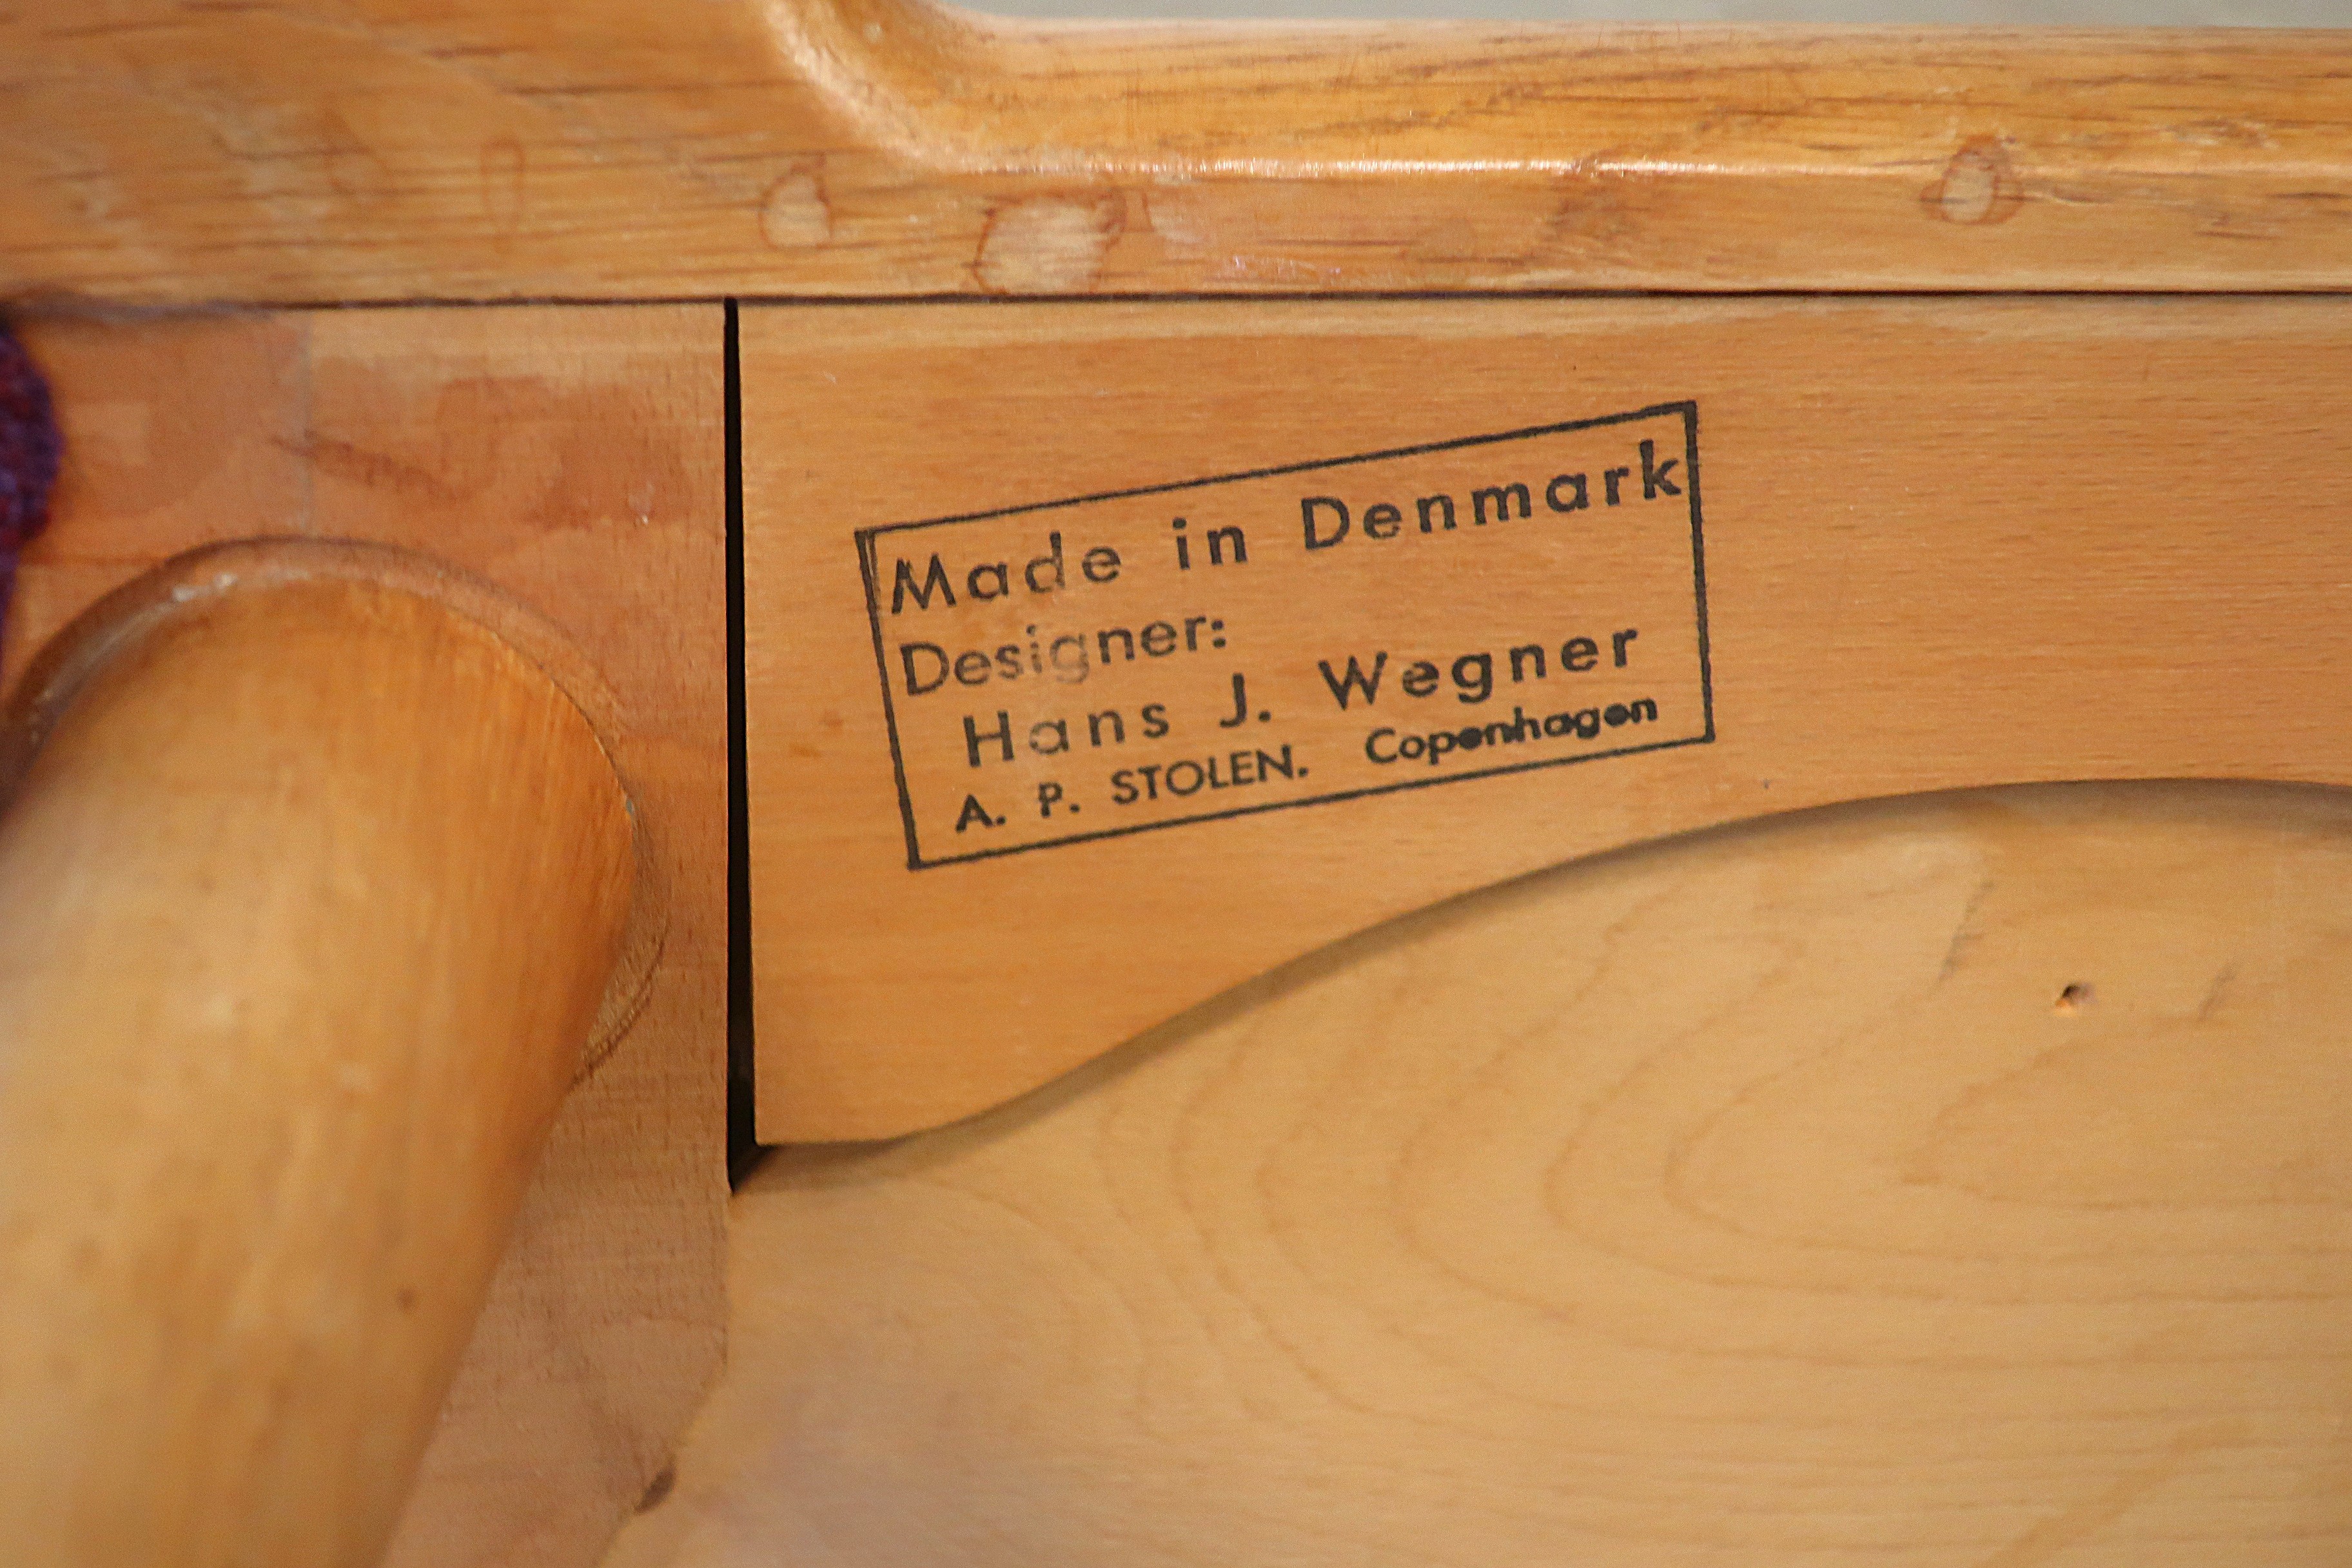 Made in Denmark
Designer:
Hans J. Wegner
A. P. STOLEN. Copenhagen